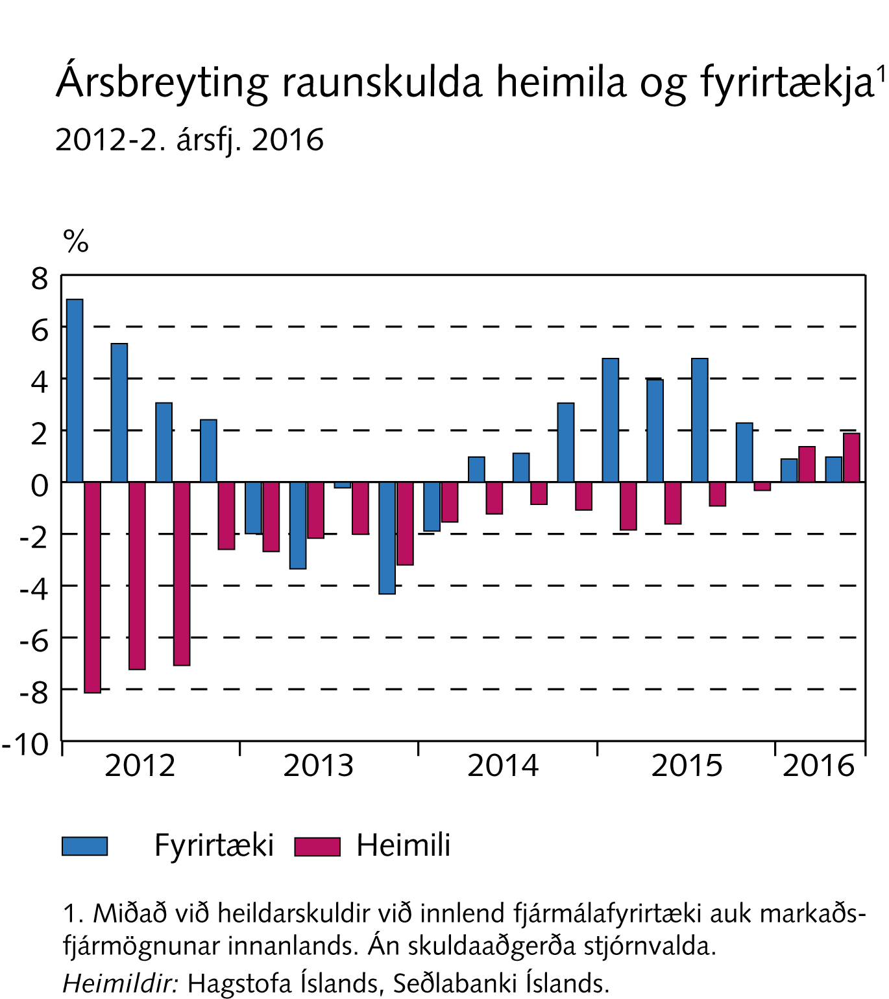 Ársbreyting raunskulda heimila og fyrirtækja¹
2012-2. ársfj. 2016
%
8
6
4
2
0
-2
-4
-6
-8
-10
2012 2013 2014 2015 2016
Fyrirtæki Heimili
1. Miðað við heildarskuldir við innlend fjármálafyrirtæki auk markaðs-
fjármögnunar innanlands. Án skuldaaðgerða stjórnvalda.
Heimildir: Hagstofa Íslands, Seðlabanki Íslands.